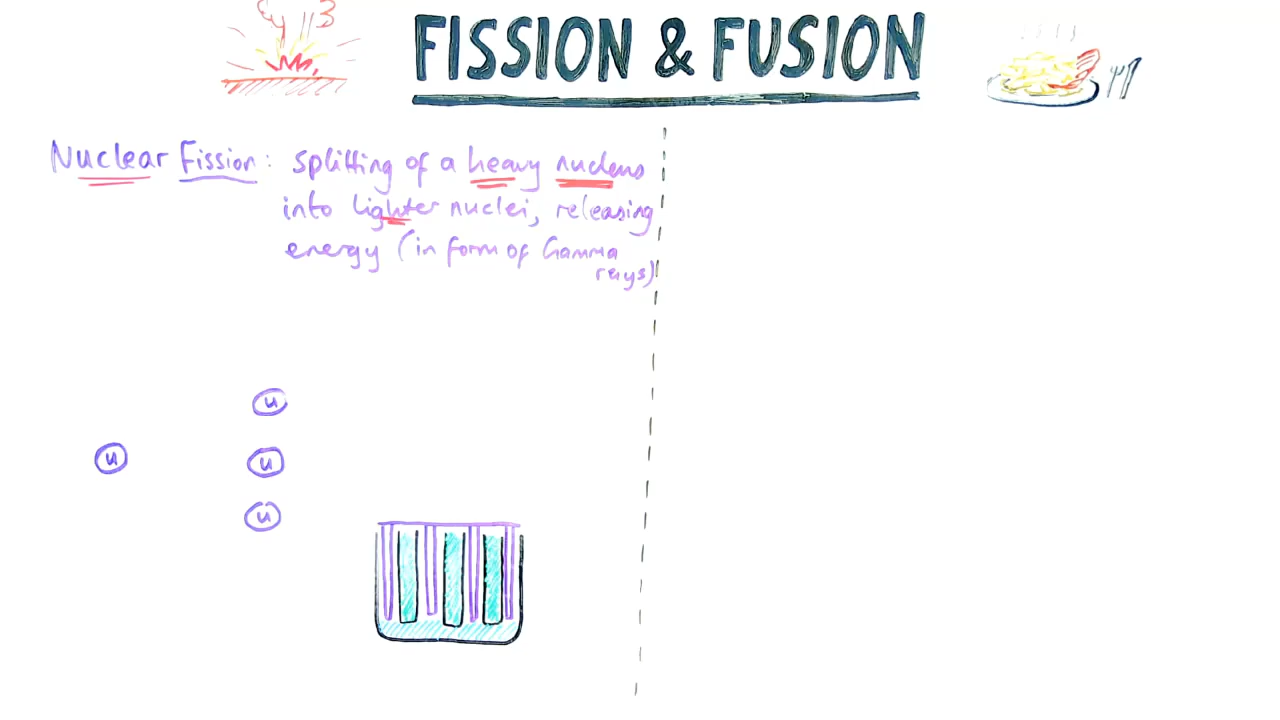 FISSION & FUSION
Nuclear Fission: splitting of a heavy nucleus
into lighter nuclei, releasing
energy (in form of Gamma
rays)
u
u
u
u